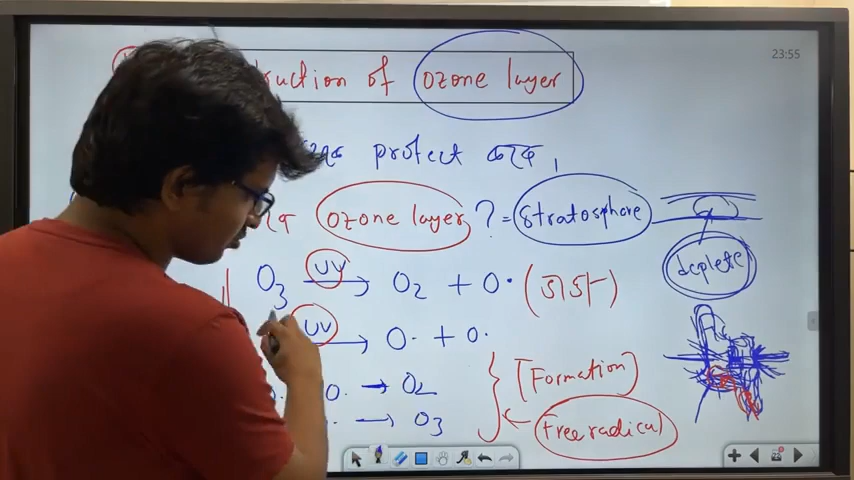 23:55
ruction of ozone layer
protect করে,
ozone layer ? = Stratosphere
deplete
O3 UV → O2 + O• (ভাঙা)
UV → O• + O•
O• → O2
[Formation]
→ O3
Free radical